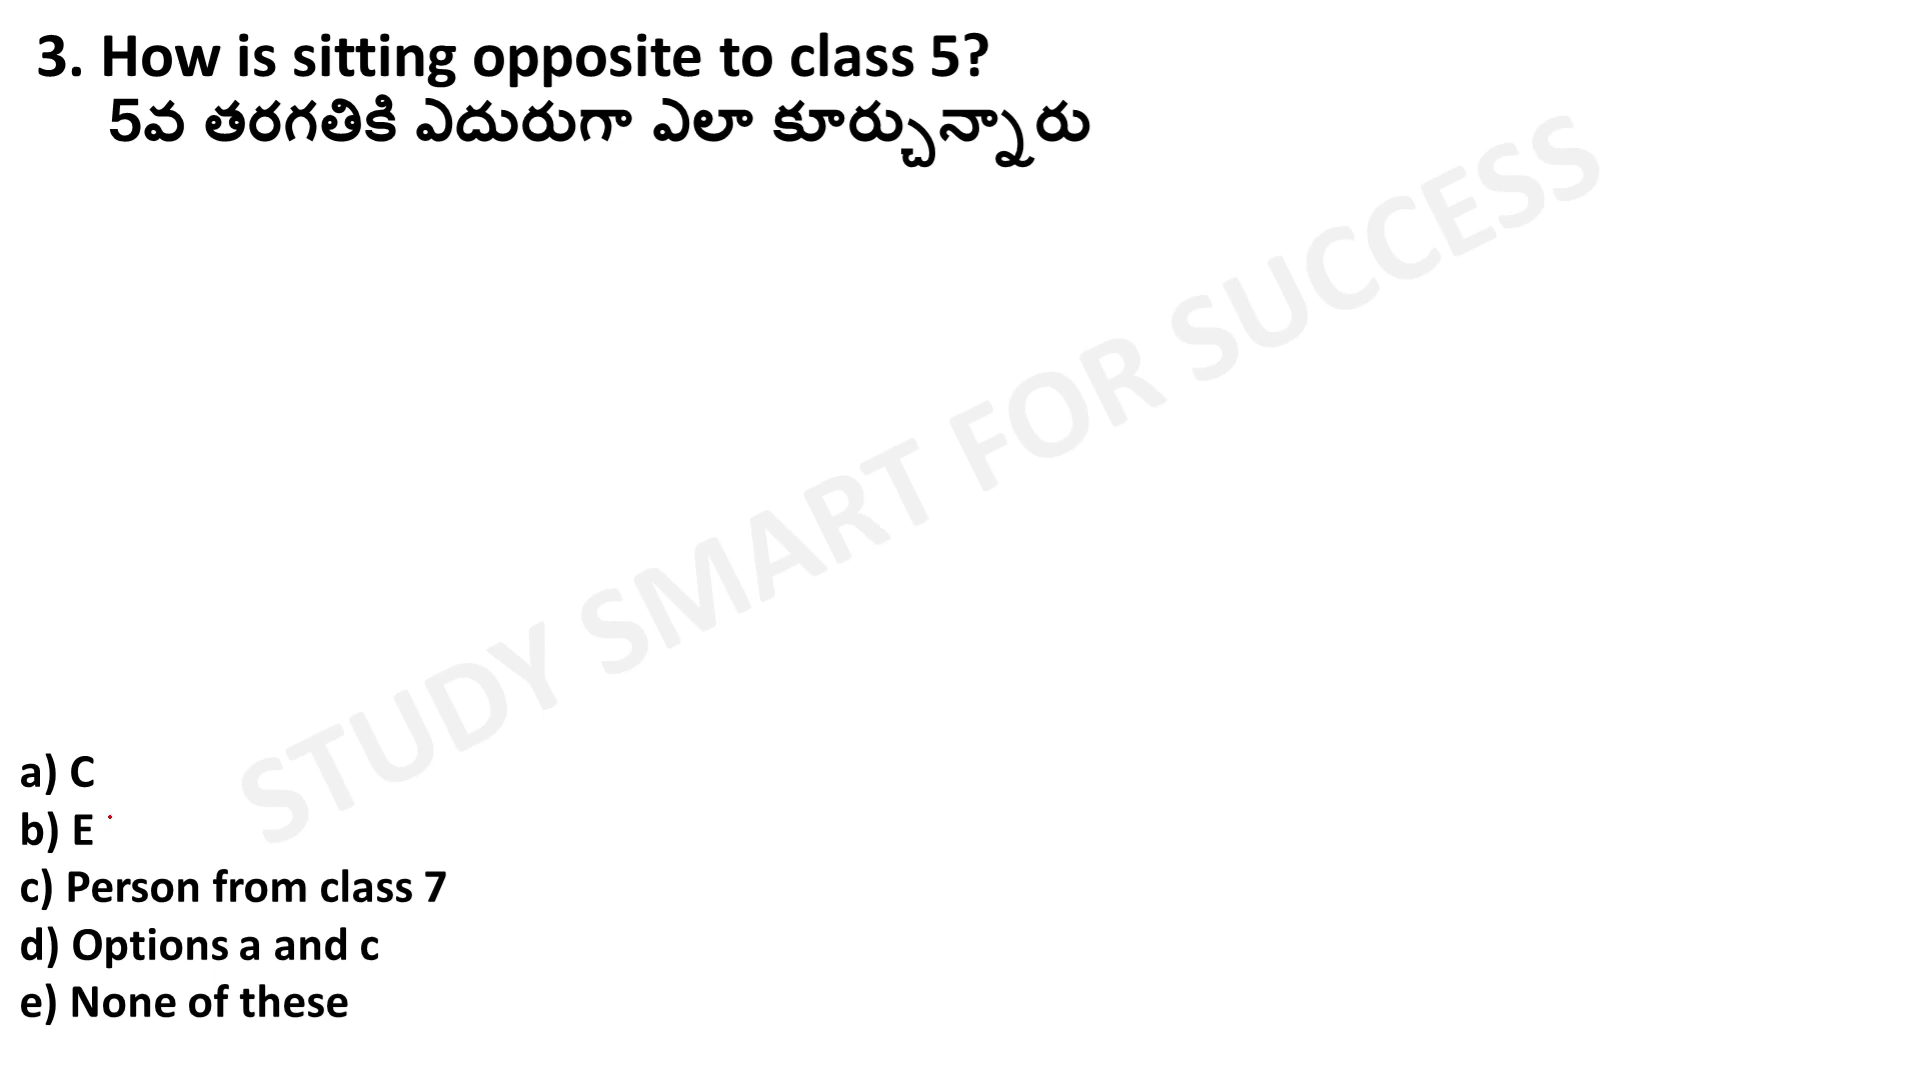 3. How is sitting opposite to class 5?
5వ తరగతికి ఎదురుగా ఎలా కూర్చున్నారు
STUDY SMART FOR SUCCESS
a) C
b) E
c) Person from class 7
d) Options a and c
e) None of these